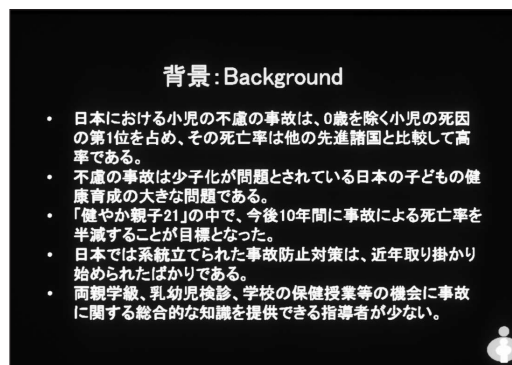 背景：Background
• 日本における小児の不慮の事故は、0歳を除く小児の死因
の第1位を占め、その死亡率は他の先進諸国と比較して高
率である。
• 不慮の事故は少子化が問題とされている日本の子どもの健
康育成の大きな問題である。
• 「健やか親子21」の中で、今後10年間に事故による死亡率を
半減することが目標となった。
• 日本では系統立てられた事故防止対策は、近年取り掛かり
始められたばかりである。
• 両親学級、乳幼児検診、学校の保健授業等の機会に事故
に関する総合的な知識を提供できる指導者が少ない。